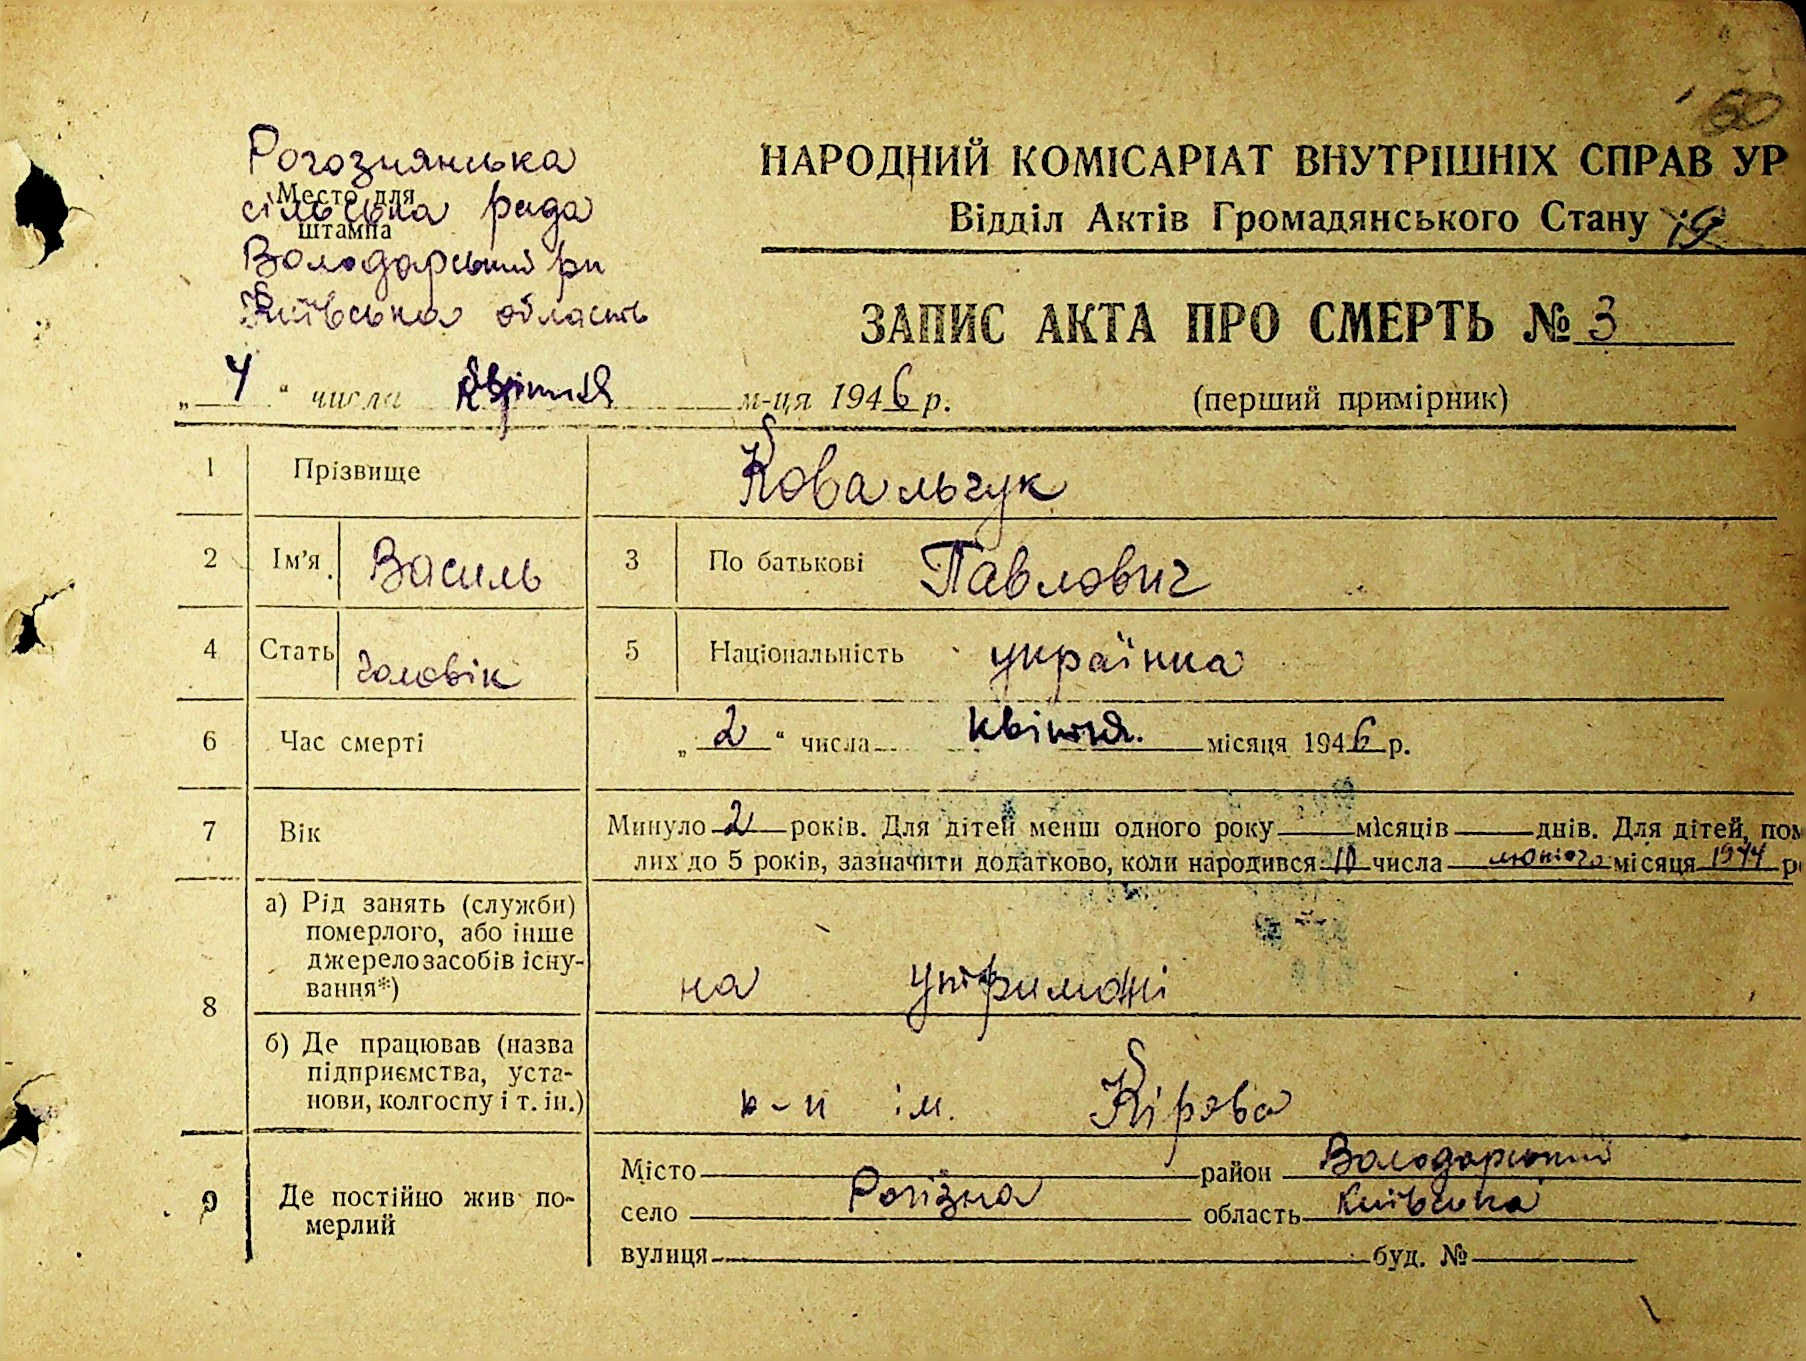 60
Рогознянська
Место для
сільська рада
штампа
Володарський рн
Київська область
НАРОДНИЙ КОМІСАРІАТ ВНУТРІШНІХ СПРАВ УР
Відділ Актів Громадянського Стану 19
ЗАПИС АКТА ПРО СМЕРТЬ № 3
„ 4 “ числа квітня м-ця 1946 р. (перший примірник)
1 Прізвище Ковальчук
2 Ім'я Василь 3 По батькові Павлович
4 Стать чоловік 5 Національність українка
6 Час смерті „ 2 “ числа квітня. місяця 1946 р.
7 Вік Минуло 2 років. Для дітей менш одного року місяців днів. Для дітей, пом
лих до 5 років, зазначити додатково, коли народився 10 числа лютого місяця 1944 р
8 а) Рід занять (служби)
померлого, або інше
джерело засобів існу-
вання*) на утриманні
б) Де працював (назва
підприємства, уста-
нови, колгоспу і т. ін.) к-п ім. Кірова
9 Де постійно жив по-
мерлий
Місто район Володарський
село Рогізна область Київська
вулиця буд. №